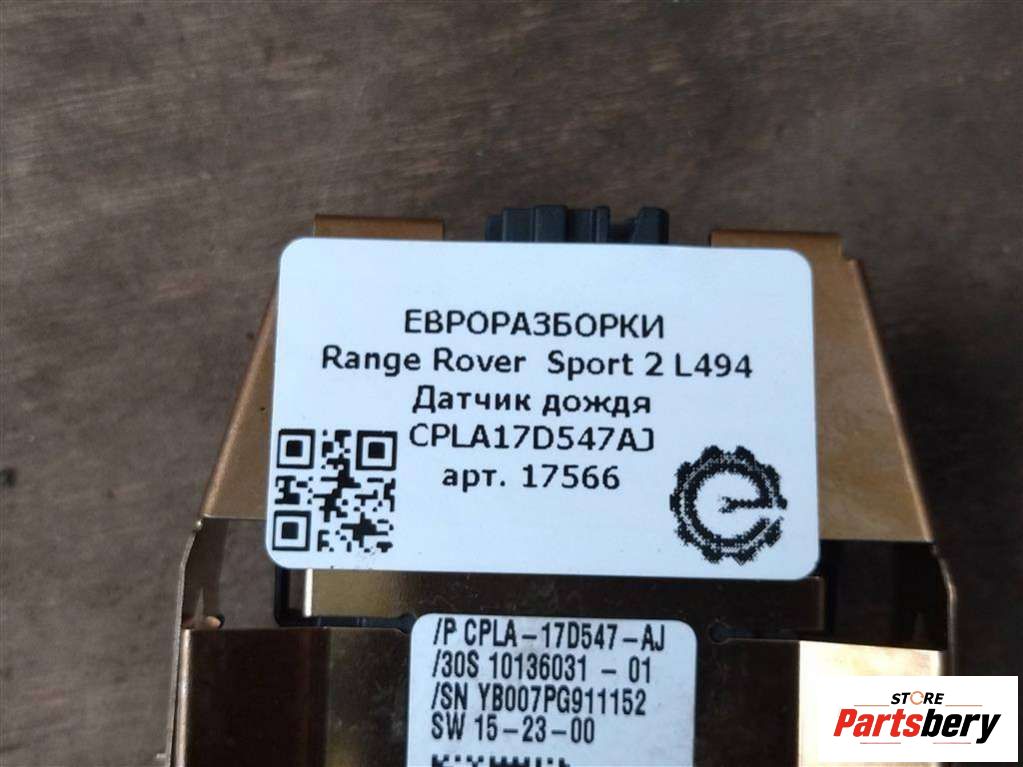 ЕВРОРАЗБОРКИ
Range Rover Sport 2 L494
Датчик дождя
CPLA17D547AJ
арт. 17566
/P CPLA-17D547-AJ
/30S 10136031 - 01
/SN YB007PG911152
SW 15-23-00
STORE
Partsbery